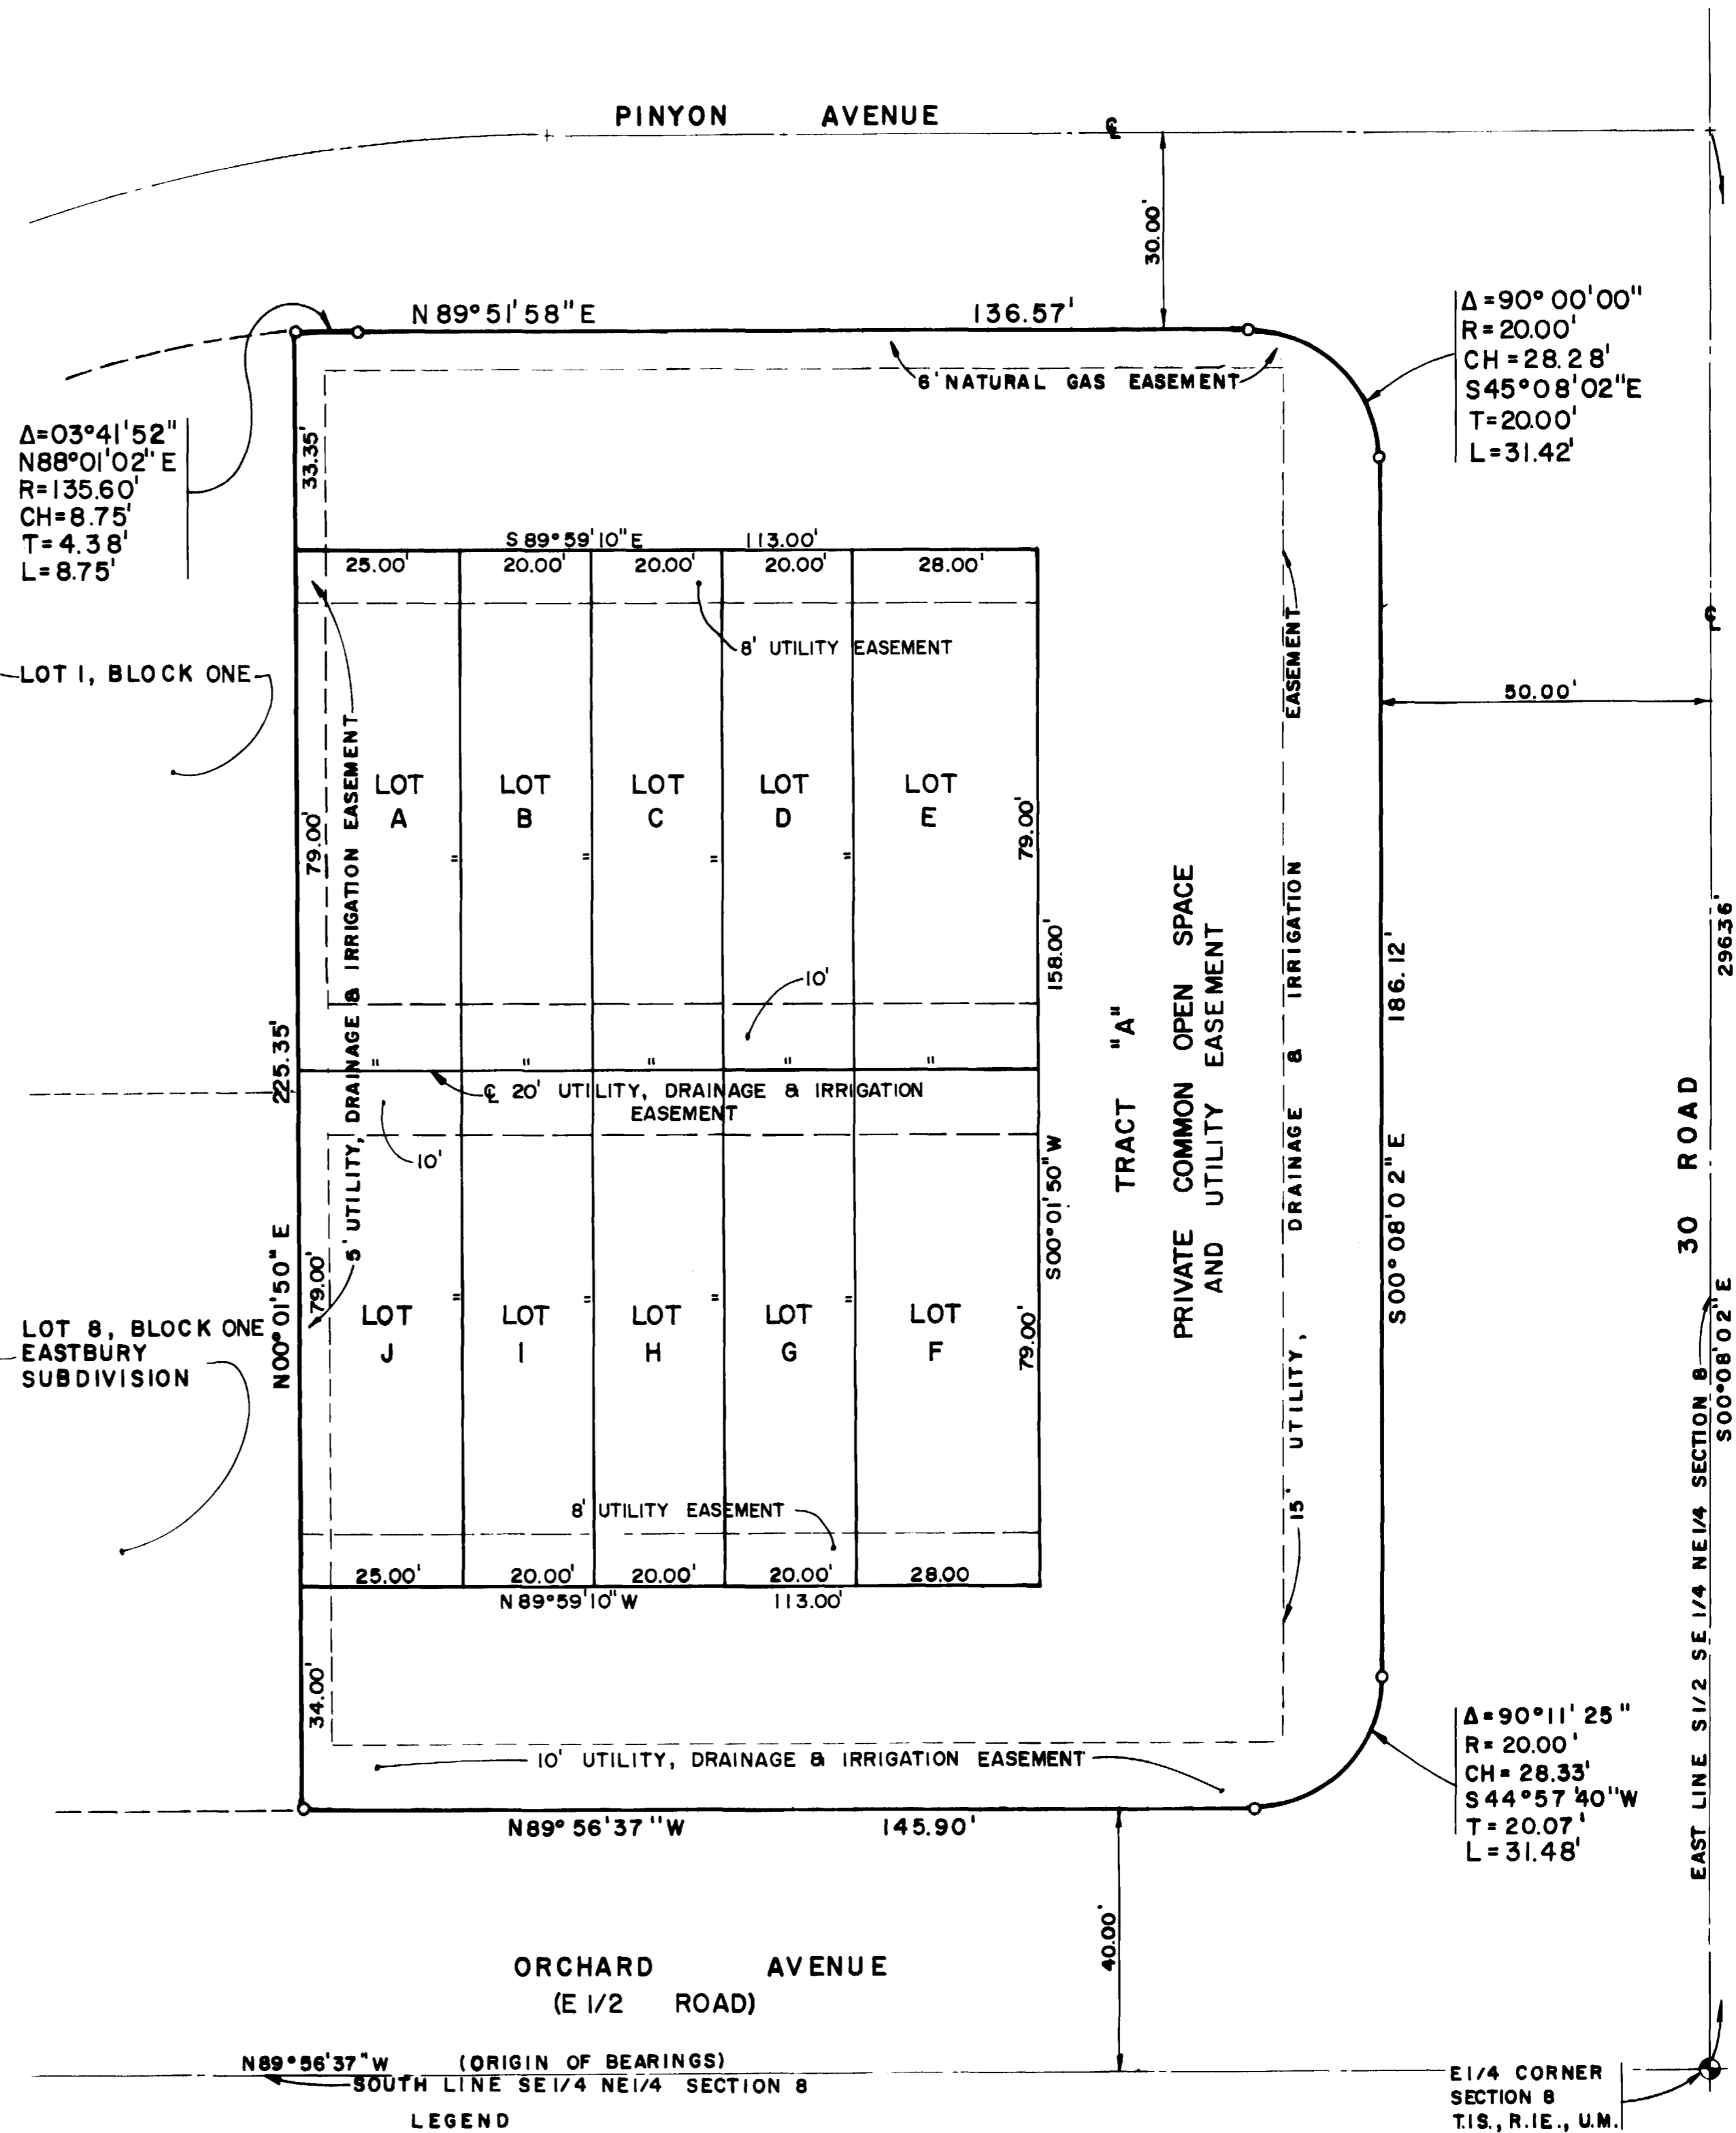 PINYON AVENUE
℄
30.00'
N 89°51'58"E 136.57'
Δ=90°00'00"
R=20.00'
CH=28.28'
S45°08'02"E
T=20.00'
L=31.42'
6' NATURAL GAS EASEMENT
Δ=03°41'52"
N88°01'02"E
R=135.60'
CH=8.75'
T=4.38'
L=8.75'
33.35'
S 89°59'10"E 113.00'
25.00' 20.00' 20.00' 20.00' 28.00'
8' UTILITY EASEMENT
LOT 1, BLOCK ONE
℄
50.00'
LOT A
LOT B
LOT C
LOT D
LOT E
79.00'
79.00'
" " " "
5' UTILITY, DRAINAGE & IRRIGATION EASEMENT
158.00'
S00°01'50"W
10'
" " " " "
℄ 20' UTILITY, DRAINAGE & IRRIGATION
EASEMENT
10'
225.35'
N00°01'50"E
TRACT "A"
PRIVATE COMMON OPEN SPACE
AND UTILITY EASEMENT
15' UTILITY, DRAINAGE & IRRIGATION EASEMENT
186.12'
S00°08'02"E
296.36'
30 ROAD
S00°08'02"E
EAST LINE S1/2 SE 1/4 NE1/4 SECTION 8
LOT 8, BLOCK ONE
EASTBURY
SUBDIVISION
79.00'
79.00'
" " " "
LOT J
LOT I
LOT H
LOT G
LOT F
8' UTILITY EASEMENT
25.00' 20.00' 20.00' 20.00' 28.00
N 89°59'10"W 113.00'
34.00'
10' UTILITY, DRAINAGE & IRRIGATION EASEMENT
N89°56'37"W 145.90'
Δ=90°11'25"
R=20.00'
CH=28.33'
S44°57'40"W
T=20.07'
L=31.48'
40.00'
ORCHARD AVENUE
(E 1/2 ROAD)
N89°56'37"W (ORIGIN OF BEARINGS)
SOUTH LINE SE1/4 NE1/4 SECTION 8
LEGEND
E1/4 CORNER
SECTION 8
T.1S., R.1E., U.M.